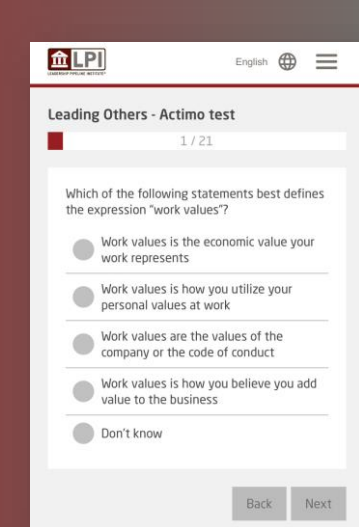 LPI
LEADERSHIP PIPELINE INSTITUTE
English
Leading Others - Actimo test
1 / 21
Which of the following statements best defines
the expression "work values"?
Work values is the economic value your
work represents
Work values is how you utilize your
personal values at work
Work values are the values of the
company or the code of conduct
Work values is how you believe you add
value to the business
Don't know
Back
Next